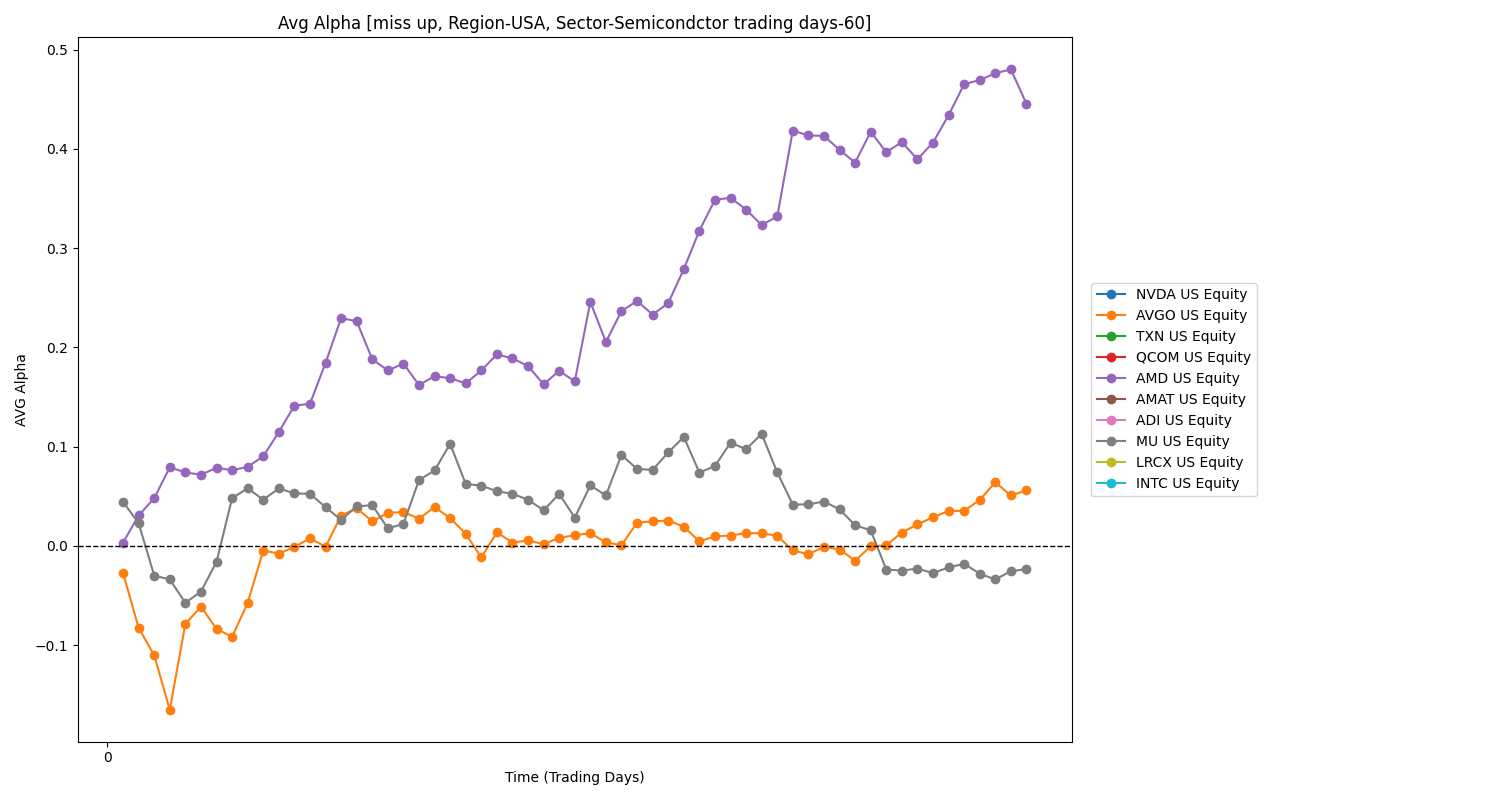 Avg Alpha [miss up, Region-USA, Sector-Semicondctor trading days-60]
0.5
0.4
0.3
0.2
0.1
0.0
−0.1
AVG Alpha
0
Time (Trading Days)
NVDA US Equity
AVGO US Equity
TXN US Equity
QCOM US Equity
AMD US Equity
AMAT US Equity
ADI US Equity
MU US Equity
LRCX US Equity
INTC US Equity